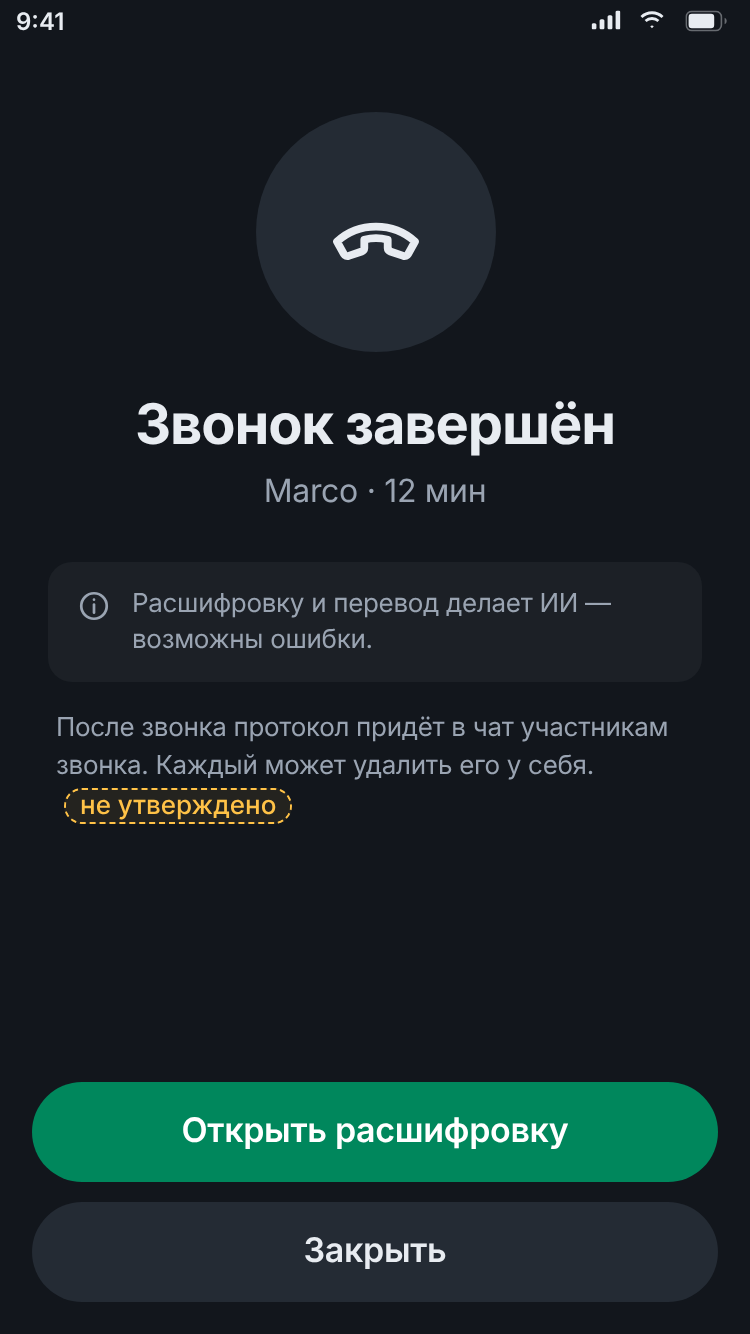 9:41
Звонок завершён
Marco · 12 мин
Расшифровку и перевод делает ИИ —
возможны ошибки.
После звонка протокол придёт в чат участникам
звонка. Каждый может удалить его у себя.
не утверждено
Открыть расшифровку
Закрыть